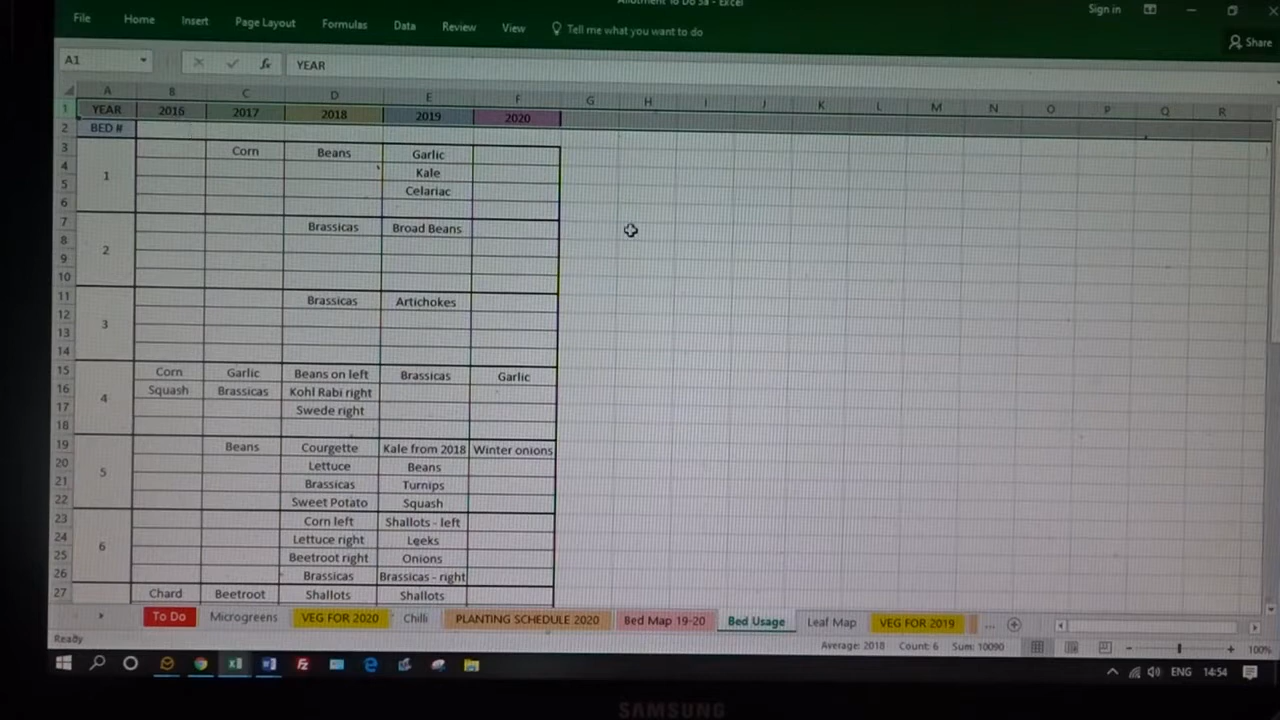 Allotment To Do Sa - Excel
Sign in
File Home Insert Page Layout Formulas Data Review View Tell me what you want to do
Share
A1 fx YEAR
A B C D E F G H I J K L M N O P Q R
1 YEAR 2016 2017 2018 2019 2020
2 BED #
3 Corn Beans Garlic
4 Kale
1
5 Celariac
6
7 Brassicas Broad Beans
8
2
9
10
11 Brassicas Artichokes
12
3
13
14
15 Corn Garlic Beans on left Brassicas Garlic
16 Squash Brassicas Kohl Rabi right
4
17 Swede right
18
19 Beans Courgette Kale from 2018 Winter onions
20 Lettuce Beans
5
21 Brassicas Turnips
22 Sweet Potato Squash
23 Corn left Shallots - left
24 Lettuce right Leeks
6
25 Beetroot right Onions
26 Brassicas Brassicas - right
27 Chard Beetroot Shallots Shallots
To Do Microgreens VEG FOR 2020 Chilli PLANTING SCHEDULE 2020 Bed Map 19-20 Bed Usage Leaf Map VEG FOR 2019 ...
Ready Average: 2018 Count: 6 Sum: 10090 100%
ENG 14:54
SAMSUNG